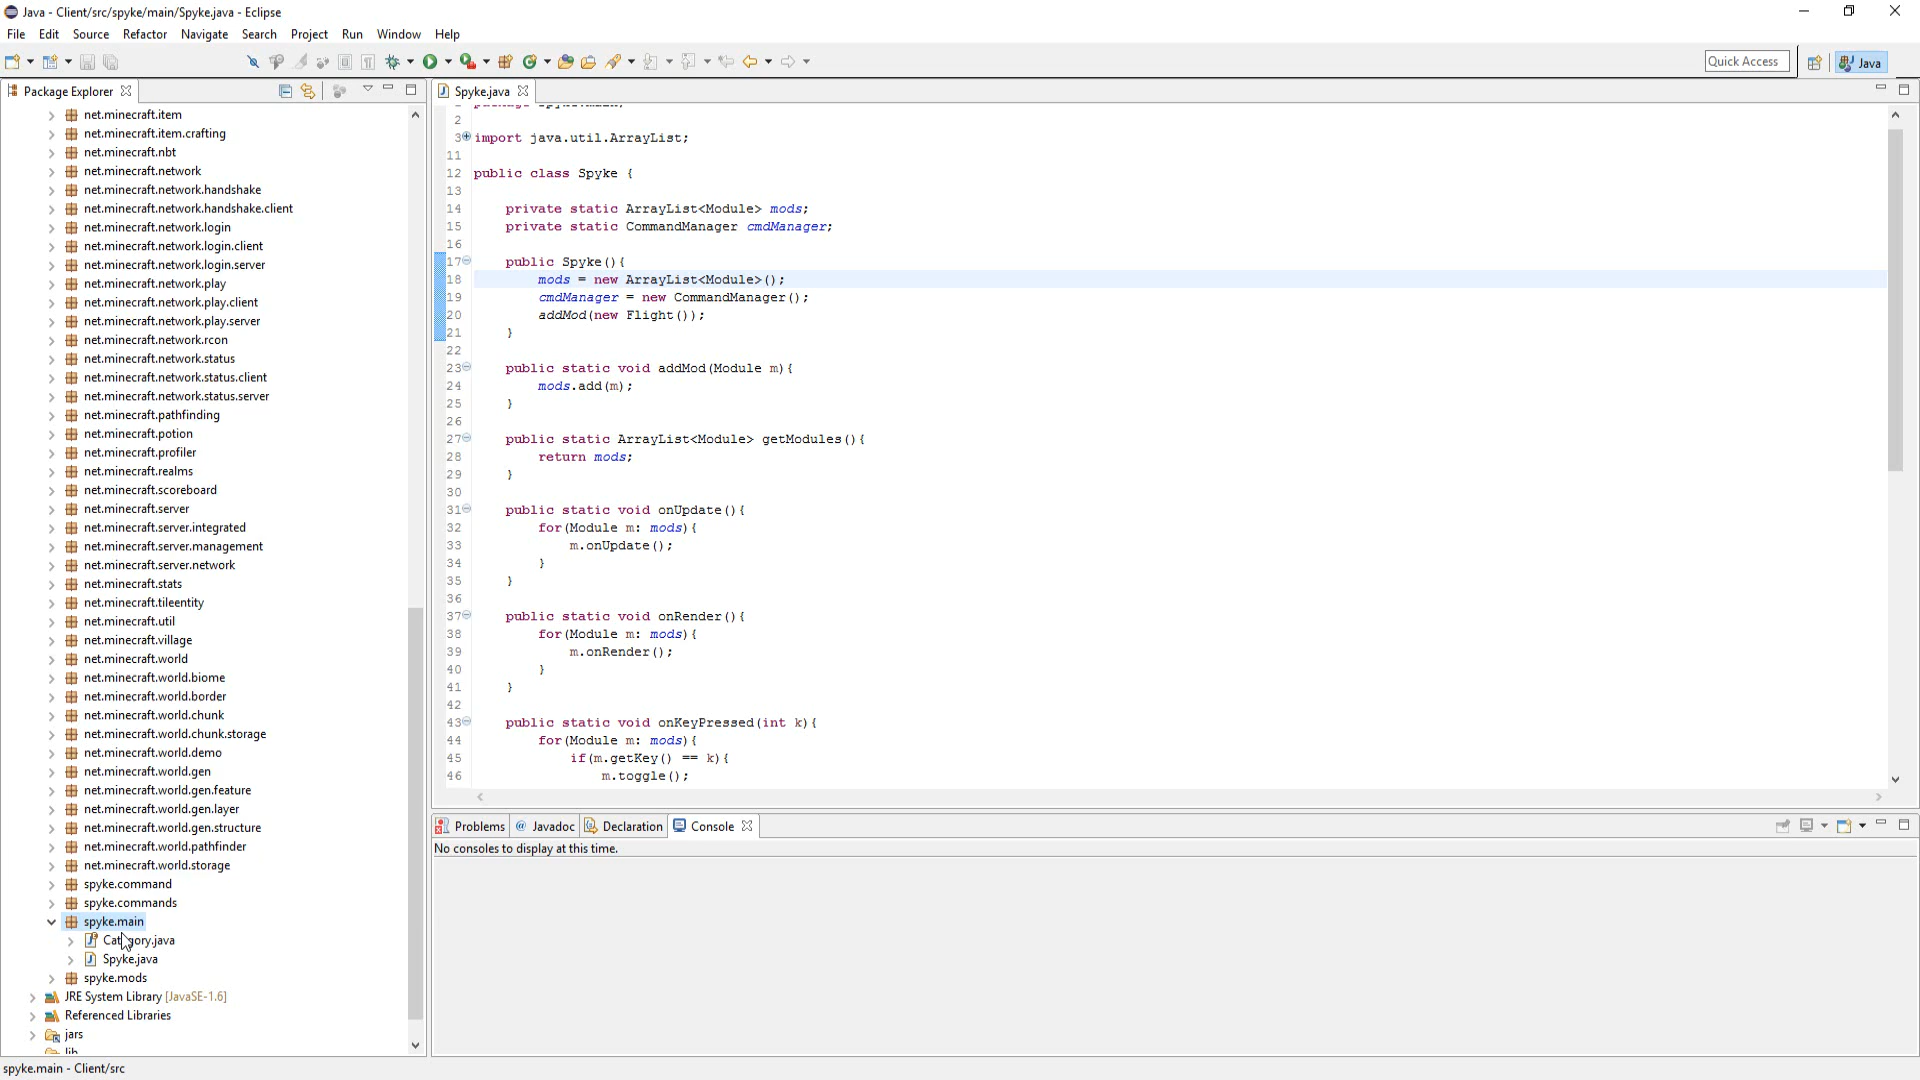 Java - Client/src/spyke/main/Spyke.java - Eclipse
File Edit Source Refactor Navigate Search Project Run Window Help
Quick Access
Java
Package Explorer
net.minecraft.item
net.minecraft.item.crafting
net.minecraft.nbt
net.minecraft.network
net.minecraft.network.handshake
net.minecraft.network.handshake.client
net.minecraft.network.login
net.minecraft.network.login.client
net.minecraft.network.login.server
net.minecraft.network.play
net.minecraft.network.play.client
net.minecraft.network.play.server
net.minecraft.network.rcon
net.minecraft.network.status
net.minecraft.network.status.client
net.minecraft.network.status.server
net.minecraft.pathfinding
net.minecraft.potion
net.minecraft.profiler
net.minecraft.realms
net.minecraft.scoreboard
net.minecraft.server
net.minecraft.server.integrated
net.minecraft.server.management
net.minecraft.server.network
net.minecraft.stats
net.minecraft.tileentity
net.minecraft.util
net.minecraft.village
net.minecraft.world
net.minecraft.world.biome
net.minecraft.world.border
net.minecraft.world.chunk
net.minecraft.world.chunk.storage
net.minecraft.world.demo
net.minecraft.world.gen
net.minecraft.world.gen.feature
net.minecraft.world.gen.layer
net.minecraft.world.gen.structure
net.minecraft.world.pathfinder
net.minecraft.world.storage
spyke.command
spyke.commands
spyke.main
Category.java
Spyke.java
spyke.mods
JRE System Library [JavaSE-1.6]
Referenced Libraries
jars
lib
Spyke.java
2
3 import java.util.ArrayList;
11
12 public class Spyke {
13
14 private static ArrayList<Module> mods;
15 private static CommandManager cmdManager;
16
17 public Spyke(){
18 mods = new ArrayList<Module>();
19 cmdManager = new CommandManager();
20 addMod(new Flight());
21 }
22
23 public static void addMod(Module m){
24 mods.add(m);
25 }
26
27 public static ArrayList<Module> getModules(){
28 return mods;
29 }
30
31 public static void onUpdate(){
32 for(Module m: mods){
33 m.onUpdate();
34 }
35 }
36
37 public static void onRender(){
38 for(Module m: mods){
39 m.onRender();
40 }
41 }
42
43 public static void onKeyPressed(int k){
44 for(Module m: mods){
45 if(m.getKey() == k){
46 m.toggle();
Problems @ Javadoc Declaration Console
No consoles to display at this time.
spyke.main - Client/src